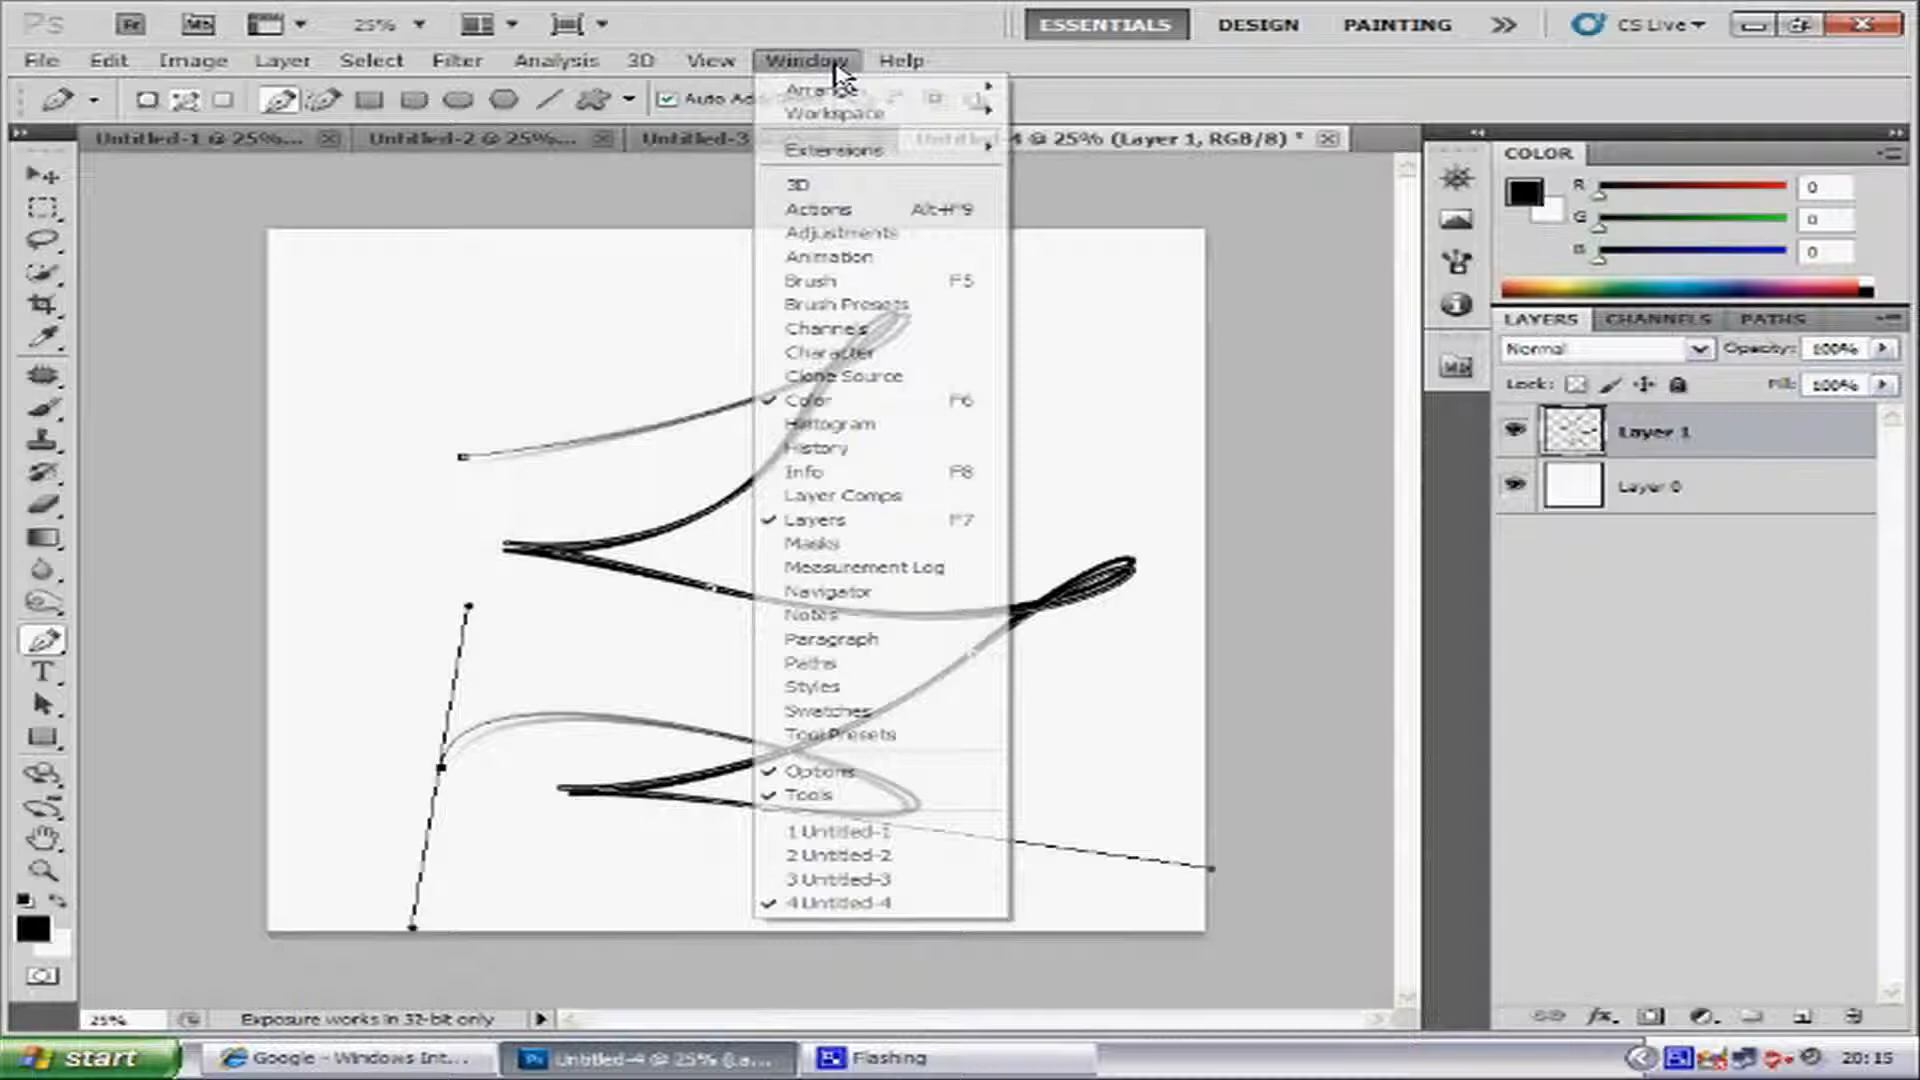 Ps Br Mb 25% ESSENTIALS DESIGN PAINTING CS Live
File Edit Image Layer Select Filter Analysis 3D View Window Help
Auto Ad
Untitled-1 @ 25%... Untitled-2 @ 25%... Untitled-3 Untitled-4 @ 25% (Layer 1, RGB/8) *
Arrange
Workspace
Extensions
3D
Actions Alt+F9
Adjustments
Animation
Brush F5
Brush Presets
Channels
Character
Clone Source
Color F6
Histogram
History
Info F8
Layer Comps
Layers F7
Masks
Measurement Log
Navigator
Notes
Paragraph
Paths
Styles
Swatches
Tool Presets
Options
Tools
1 Untitled-1
2 Untitled-2
3 Untitled-3
4 Untitled-4
COLOR
R 0
G 0
B 0
LAYERS CHANNELS PATHS
Normal Opacity: 100%
Lock: Fill: 100%
Layer 1
Layer 0
25% Exposure works in 32-bit only
start Google - Windows Int... Ps Untitled-4 @ 25% (La... Flashing 20:15